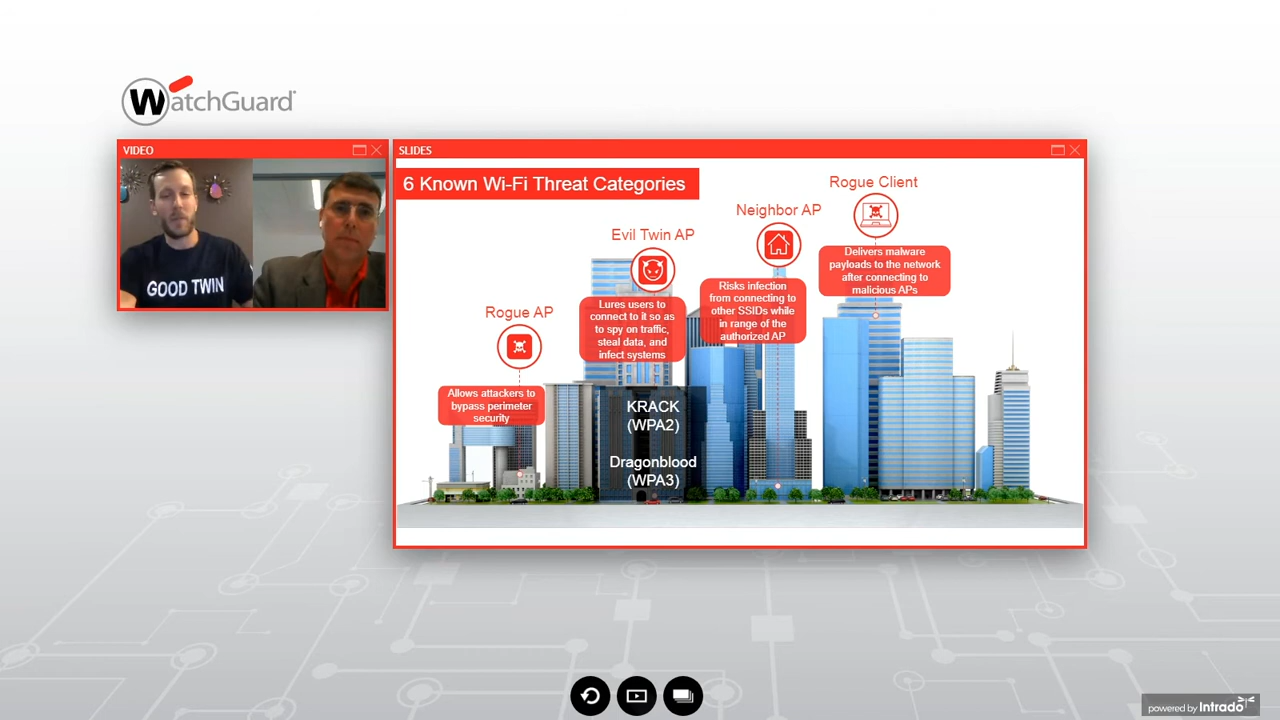 WatchGuard
VIDEO
GOOD TWIN
SLIDES
6 Known Wi-Fi Threat Categories
Rogue AP
Allows attackers to
bypass perimeter
security
Evil Twin AP
Lures users to
connect to it so as
to spy on traffic,
steal data, and
infect systems
KRACK
(WPA2)
Dragonblood
(WPA3)
Neighbor AP
Risks infection
from connecting to
other SSIDs while
in range of the
authorized AP
Rogue Client
Delivers malware
payloads to the network
after connecting to
malicious APs
powered by Intrado